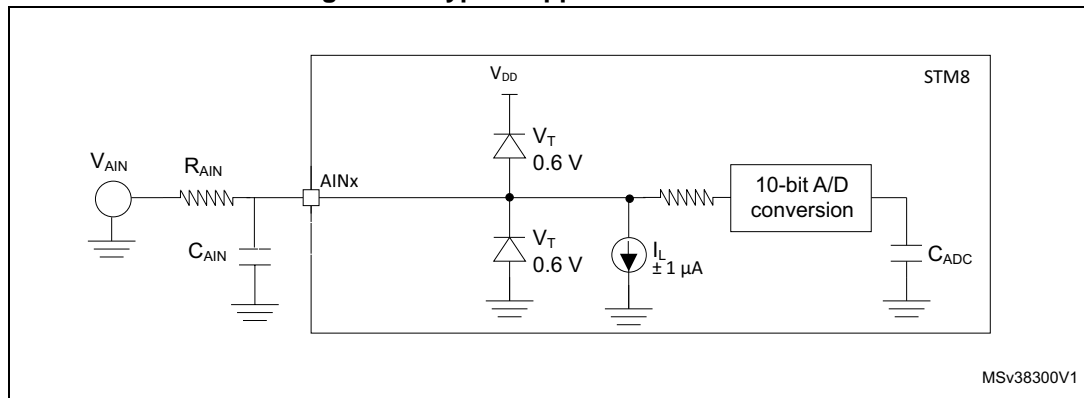 V_DD
STM8
V_T
0.6 V
V_AIN
R_AIN
AINx
10-bit A/D
conversion
C_AIN
V_T
0.6 V
I_L
± 1 µA
C_ADC
MSv38300V1